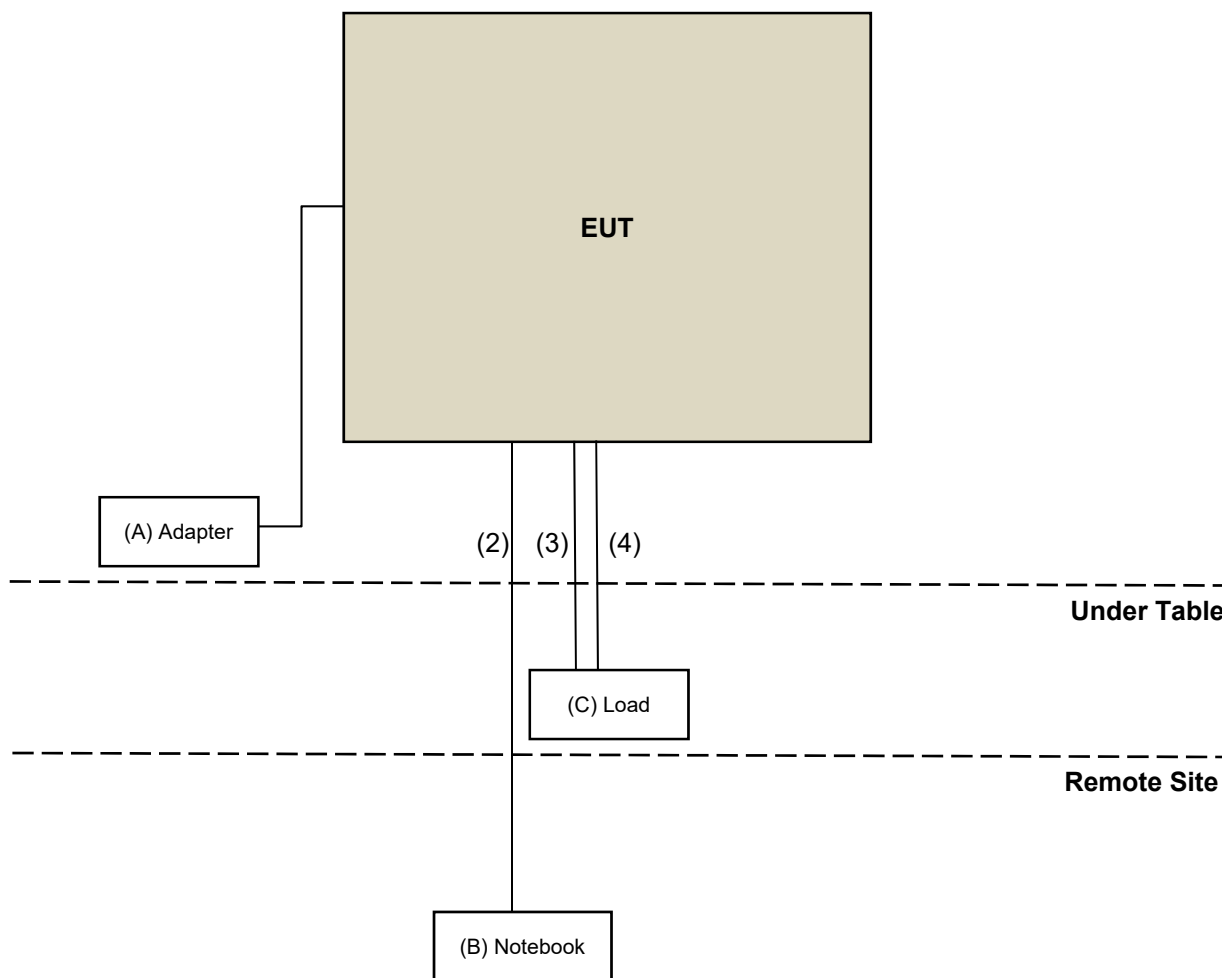 EUT
(A) Adapter
(2) (3) (4)
Under Table
(C) Load
Remote Site
(B) Notebook